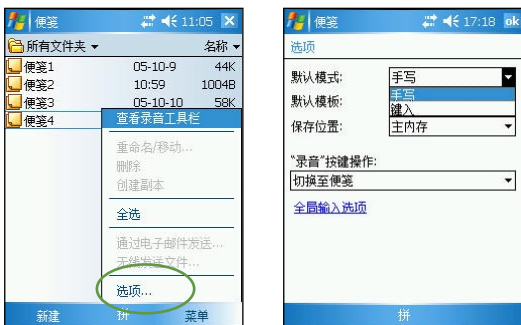 便笺
11:05
所有文件夹
名称
便笺1 05-10-9 44K
便笺2 10:59 1004B
便笺3 05-10-10 58K
便笺4
查看录音工具栏
重命名/移动...
删除
创建副本
全选
通过电子邮件发送...
无线发送文件...
选项...
新建 拼 菜单
便笺
17:18 ok
选项
默认模式: 手写
手写
默认模板: 键入
保存位置: 主内存
“录音”按键操作:
切换至便笺
全局输入选项
拼